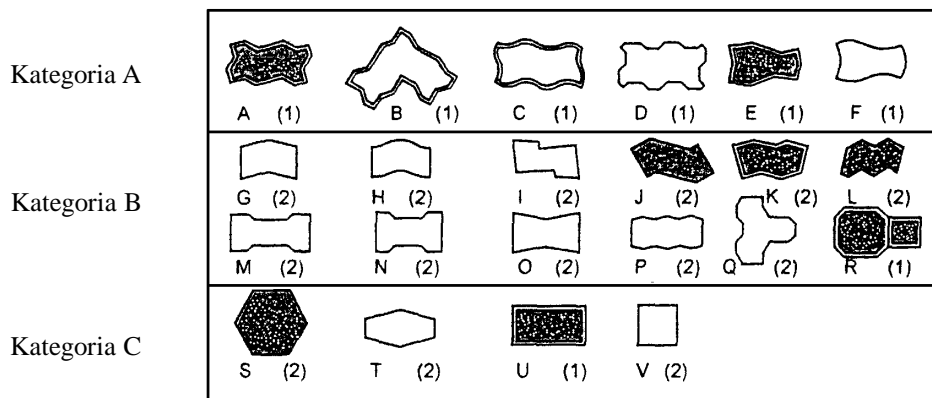 Kategoria A
A (1) B (1) C (1) D (1) E (1) F (1)
Kategoria B
G (2) H (2) I (2) J (2) K (2) L (2)
M (2) N (2) O (2) P (2) Q (2) R (1)
Kategoria C
S (2) T (2) U (1) V (2)